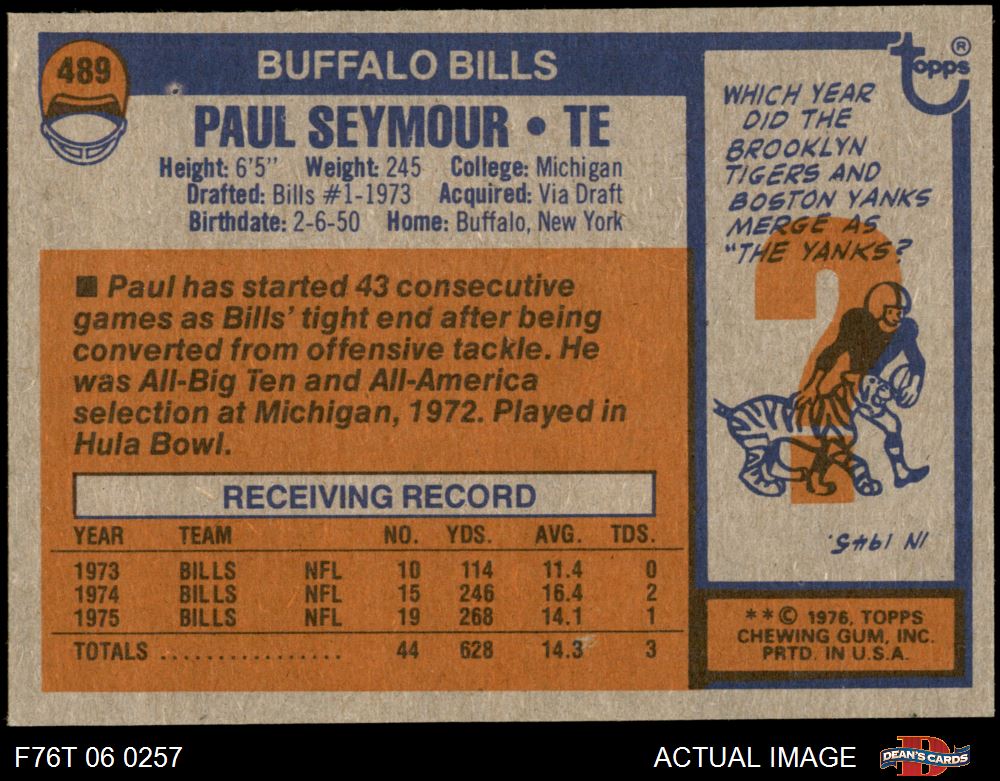 489
BUFFALO BILLS
PAUL SEYMOUR • TE
Height: 6'5" Weight: 245 College: Michigan
Drafted: Bills #1-1973 Acquired: Via Draft
Birthdate: 2-6-50 Home: Buffalo, New York
■ Paul has started 43 consecutive
games as Bills' tight end after being
converted from offensive tackle. He
was All-Big Ten and All-America
selection at Michigan, 1972. Played in
Hula Bowl.
RECEIVING RECORD
YEAR TEAM NO. YDS. AVG. TDS.
1973 BILLS NFL 10 114 11.4 0
1974 BILLS NFL 15 246 16.4 2
1975 BILLS NFL 19 268 14.1 1
TOTALS ................. 44 628 14.3 3
Topps®
WHICH YEAR
DID THE
BROOKLYN
TIGERS AND
BOSTON YANKS
MERGE AS
"THE YANKS?
?
IN 1945.
**© 1976, TOPPS
CHEWING GUM, INC.
PRTD. IN U.S.A.
F76T 06 0257
ACTUAL IMAGE
DEAN'S CARDS